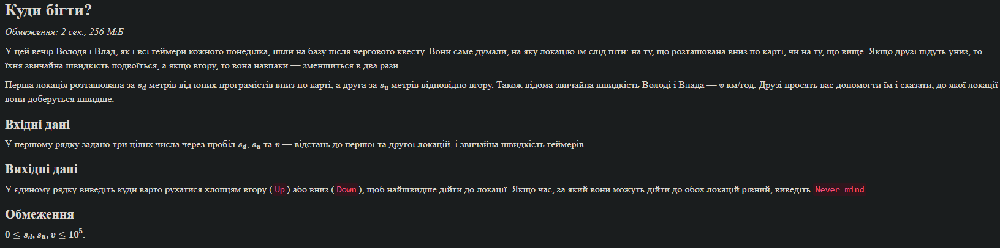 Куди бігти?
Обмеження: 2 сек., 256 МіБ
У цей вечір Володя і Влад, як і всі геймери кожного понеділка, ішли на базу після чергового квесту. Вони саме думали, на яку локацію їм слід піти: на ту, що розташована вниз по карті, чи на ту, що вище. Якщо друзі підуть униз, то
їхня звичайна швидкість подвоїться, а якщо вгору, то вона навпаки — зменшиться в два рази.
Перша локація розташована за s_d метрів від юних програмістів вниз по карті, а друга за s_u метрів відповідно вгору. Також відома звичайна швидкість Володі і Влада — v км/год. Друзі просять вас допомогти їм і сказати, до якої локації
вони доберуться швидше.
Вхідні дані
У першому рядку задано три цілих числа через пробіл s_d, s_u та v — відстань до першої та другої локацій, і звичайна швидкість геймерів.
Вихідні дані
У єдиному рядку виведіть куди варто рухатися хлопцям вгору (Up) або вниз (Down), щоб найшвидше дійти до локації. Якщо час, за який вони можуть дійти до обох локацій рівний, виведіть Never mind.
Обмеження
0 ≤ s_d, s_u, v ≤ 10^5.